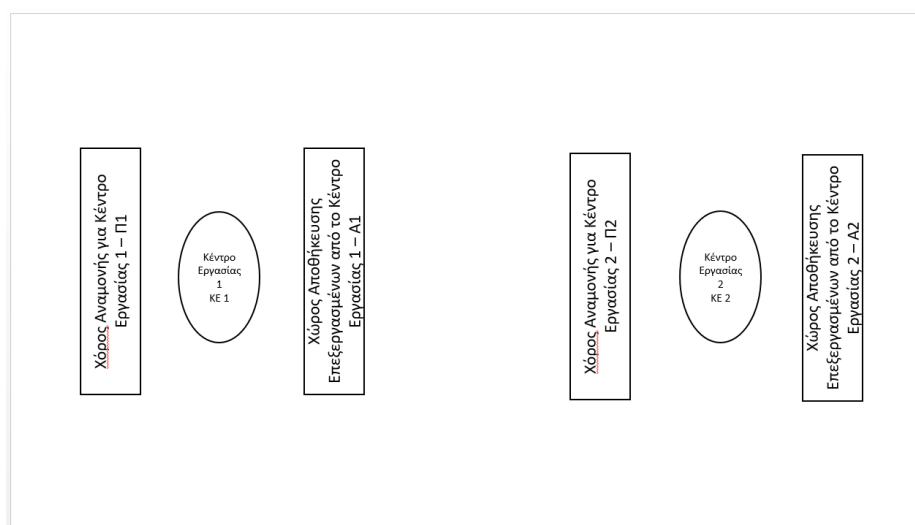 Χόρος Αναμονής για Κέντρο
Εργασίας 1 – Π1
Κέντρο
Εργασίας
1
ΚΕ 1
Χώρος Αποθήκευσης
Επεξεργασμένων από το Κέντρο
Εργασίας 1 – Α1
Χόρος Αναμονής για Κέντρο
Εργασίας 2 – Π2
Κέντρο
Εργασίας
2
ΚΕ 2
Χώρος Αποθήκευσης
Επεξεργασμένων από το Κέντρο
Εργασίας 2 – Α2